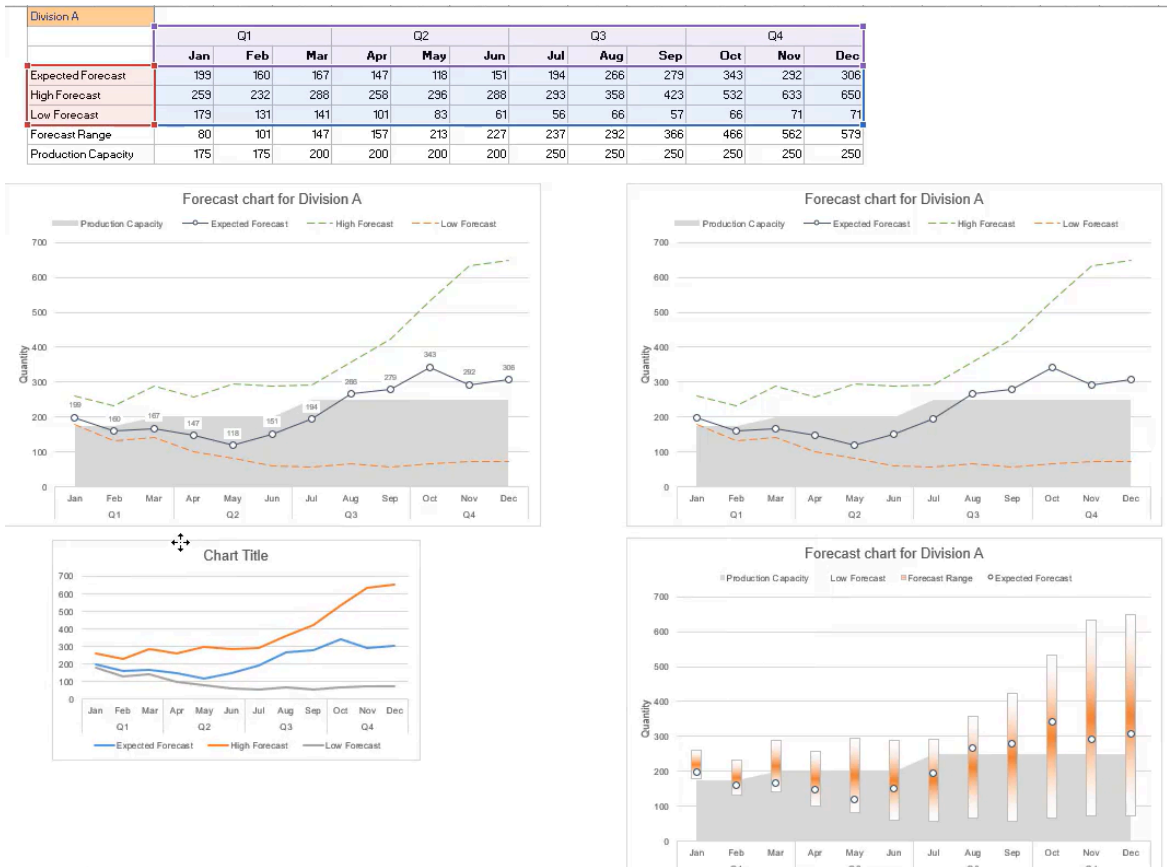 Division A
Q1 Q2 Q3 Q4
Jan Feb Mar Apr May Jun Jul Aug Sep Oct Nov Dec
Expected Forecast 199 160 167 147 118 151 194 266 279 343 292 306
High Forecast 259 232 288 258 296 288 293 358 423 532 633 650
Low Forecast 179 131 141 101 83 61 56 66 57 66 71 71
Forecast Range 80 101 147 157 213 227 237 292 366 466 562 579
Production Capacity 175 175 200 200 200 200 250 250 250 250 250 250
Forecast chart for Division A
Production Capacity Expected Forecast High Forecast Low Forecast
700
600
500
400
300
200
100
0
Quantity
199 160 167 147 118 151 194 266 279 343 292 306
Jan Feb Mar Apr May Jun Jul Aug Sep Oct Nov Dec
Q1 Q2 Q3 Q4
Forecast chart for Division A
Production Capacity Expected Forecast High Forecast Low Forecast
700
600
500
400
300
200
100
0
Quantity
Jan Feb Mar Apr May Jun Jul Aug Sep Oct Nov Dec
Q1 Q2 Q3 Q4
Chart Title
700
600
500
400
300
200
100
0
Jan Feb Mar Apr May Jun Jul Aug Sep Oct Nov Dec
Q1 Q2 Q3 Q4
Expected Forecast High Forecast Low Forecast
Forecast chart for Division A
Production Capacity Low Forecast Forecast Range Expected Forecast
700
600
500
400
300
200
100
0
Quantity
Jan Feb Mar Apr May Jun Jul Aug Sep Oct Nov Dec